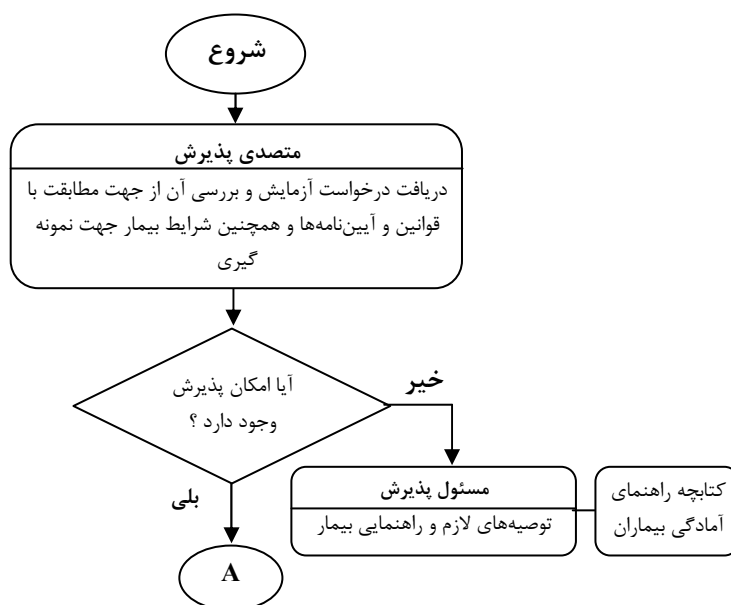 شروع
متصدی پذیرش
دریافت درخواست آزمایش و بررسی آن از جهت مطابقت با
قوانین و آیین‌نامه‌ها و همچنین شرایط بیمار جهت نمونه
گیری
آیا امکان پذیرش
وجود دارد ؟
خیر
بلی
مسئول پذیرش
توصیه‌های لازم و راهنمایی بیمار
کتابچه راهنمای
آمادگی بیماران
A